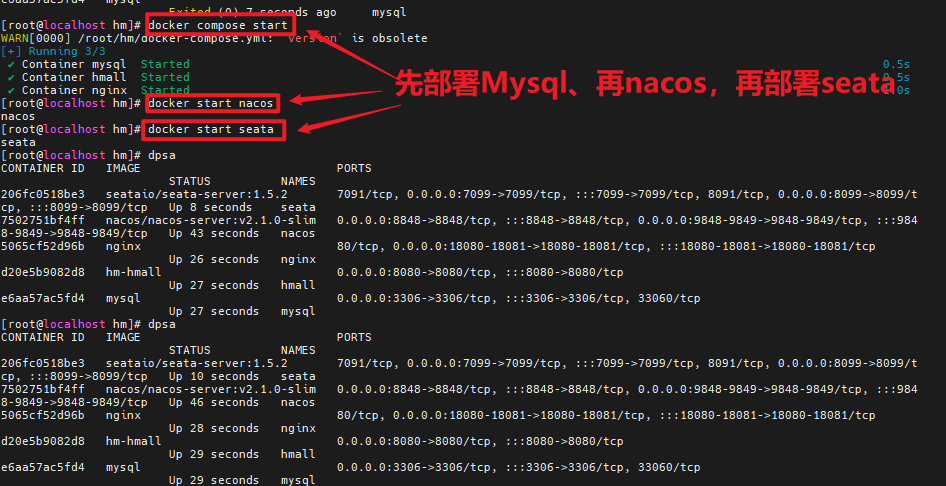 Exited (0) 7 seconds ago mysql
[root@localhost hm]# docker compose start
WARN[0000] /root/hm/docker-compose.yml: `version` is obsolete
[+] Running 3/3
✔ Container mysql Started 0.5s
✔ Container hmall Started 0.5s
✔ Container nginx Started 1.0s
先部署Mysql、再nacos，再部署seata
[root@localhost hm]# docker start nacos
nacos
[root@localhost hm]# docker start seata
seata
[root@localhost hm]# dpsa
CONTAINER ID IMAGE PORTS
STATUS NAMES
206fc0518be3 seataio/seata-server:1.5.2 7091/tcp, 0.0.0.0:7099->7099/tcp, :::7099->7099/tcp, 8091/tcp, 0.0.0.0:8099->8099/t
cp, :::8099->8099/tcp Up 8 seconds seata
7502751bf4ff nacos/nacos-server:v2.1.0-slim 0.0.0.0:8848->8848/tcp, :::8848->8848/tcp, 0.0.0.0:9848-9849->9848-9849/tcp, :::984
8-9849->9848-9849/tcp Up 43 seconds nacos
5065cf52d96b nginx 80/tcp, 0.0.0.0:18080-18081->18080-18081/tcp, :::18080-18081->18080-18081/tcp
Up 26 seconds nginx
d20e5b9082d8 hm-hmall 0.0.0.0:8080->8080/tcp, :::8080->8080/tcp
Up 27 seconds hmall
e6aa57ac5fd4 mysql 0.0.0.0:3306->3306/tcp, :::3306->3306/tcp, 33060/tcp
Up 27 seconds mysql
[root@localhost hm]# dpsa
CONTAINER ID IMAGE PORTS
STATUS NAMES
206fc0518be3 seataio/seata-server:1.5.2 7091/tcp, 0.0.0.0:7099->7099/tcp, :::7099->7099/tcp, 8091/tcp, 0.0.0.0:8099->8099/t
cp, :::8099->8099/tcp Up 10 seconds seata
7502751bf4ff nacos/nacos-server:v2.1.0-slim 0.0.0.0:8848->8848/tcp, :::8848->8848/tcp, 0.0.0.0:9848-9849->9848-9849/tcp, :::984
8-9849->9848-9849/tcp Up 46 seconds nacos
5065cf52d96b nginx 80/tcp, 0.0.0.0:18080-18081->18080-18081/tcp, :::18080-18081->18080-18081/tcp
Up 28 seconds nginx
d20e5b9082d8 hm-hmall 0.0.0.0:8080->8080/tcp, :::8080->8080/tcp
Up 29 seconds hmall
e6aa57ac5fd4 mysql 0.0.0.0:3306->3306/tcp, :::3306->3306/tcp, 33060/tcp
Up 29 seconds mysql